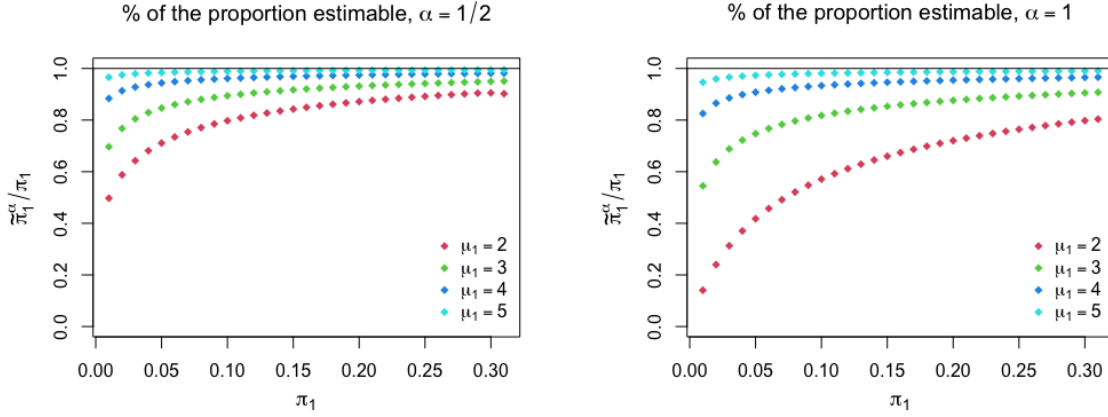 % of the proportion estimable, α = 1/2
π̃₁^α/π₁
1.0
0.8
0.6
0.4
0.2
0.0
μ₁ = 2
μ₁ = 3
μ₁ = 4
μ₁ = 5
0.00 0.05 0.10 0.15 0.20 0.25 0.30
π₁
% of the proportion estimable, α = 1
π̃₁^α/π₁
1.0
0.8
0.6
0.4
0.2
0.0
μ₁ = 2
μ₁ = 3
μ₁ = 4
μ₁ = 5
0.00 0.05 0.10 0.15 0.20 0.25 0.30
π₁